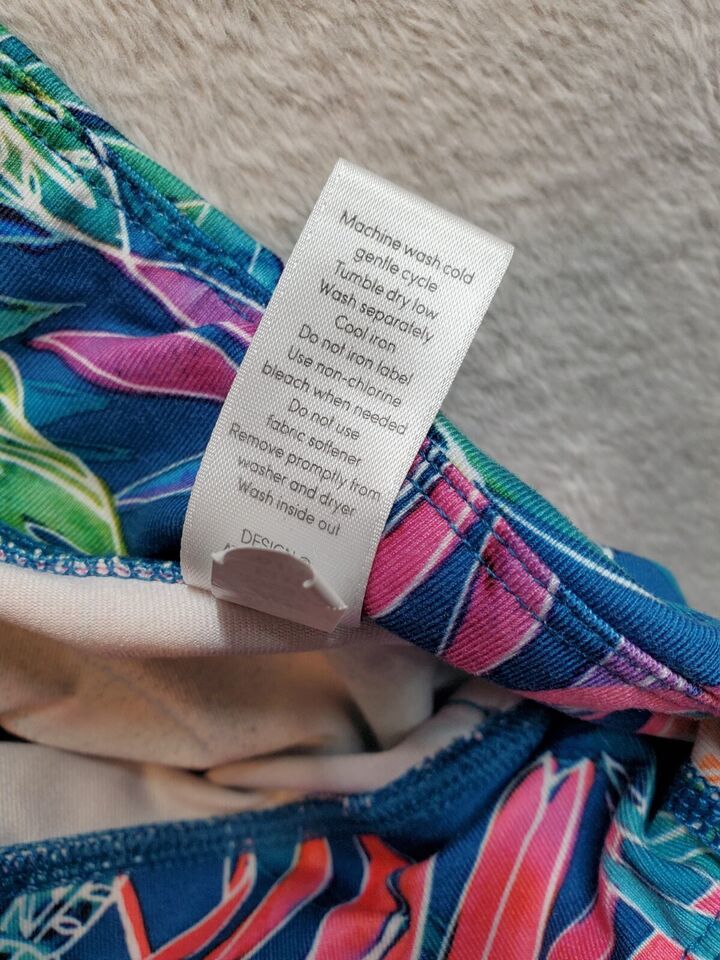 Machine wash cold
gentle cycle
Tumble dry low
Wash separately
Cool iron
Do not iron label
Use non-chlorine
bleach when needed
Do not use
fabric softener
Remove promptly from
washer and dryer
Wash inside out
DESIGN